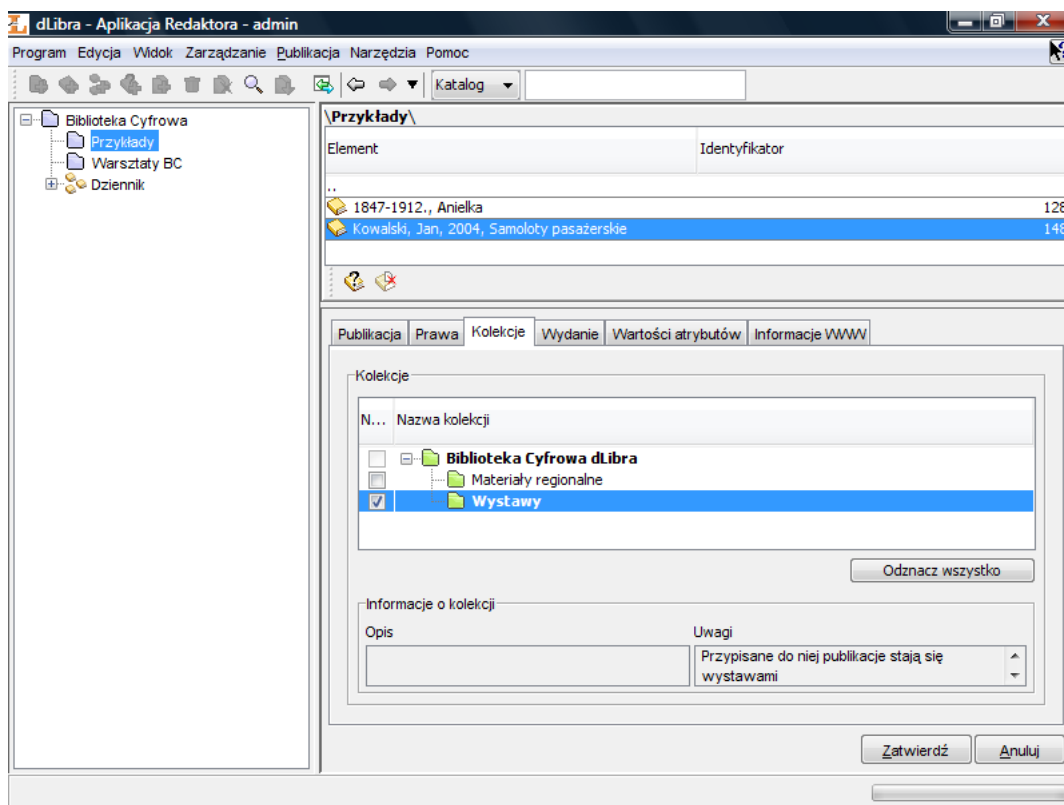 dLibra - Aplikacja Redaktora - admin
Program Edycja Widok Zarządzanie Publikacja Narzędzia Pomoc
Katalog
Biblioteka Cyfrowa
Przykłady
Warsztaty BC
Dziennik
\Przykłady\
Element Identyfikator
..
1847-1912., Anielka 128
Kowalski, Jan, 2004, Samoloty pasażerskie 148
Publikacja Prawa Kolekcje Wydanie Wartości atrybutów Informacje WWW
Kolekcje
N... Nazwa kolekcji
Biblioteka Cyfrowa dLibra
Materiały regionalne
Wystawy
Odznacz wszystko
Informacje o kolekcji
Opis Uwagi
Przypisane do niej publikacje stają się
wystawami
Zatwierdź Anuluj